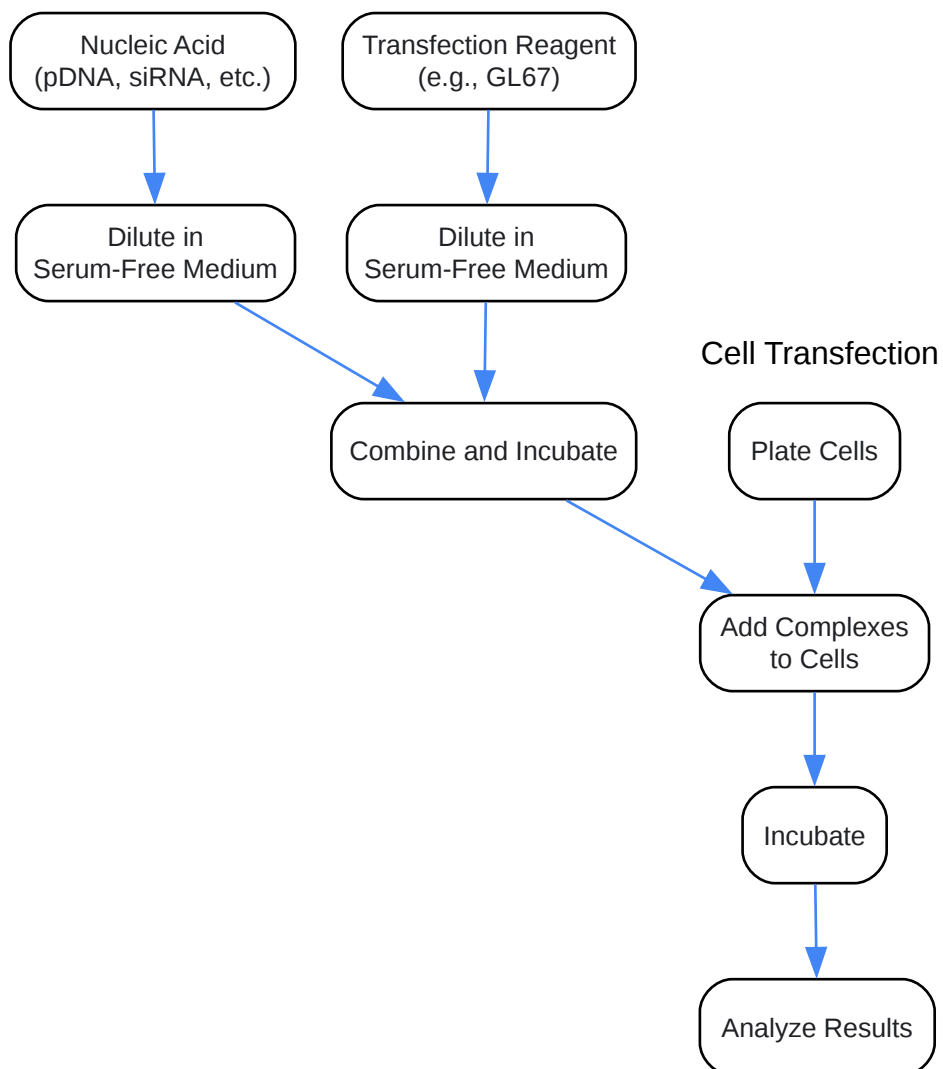 Nucleic Acid
(pDNA, siRNA, etc.)
Transfection Reagent
(e.g., GL67)
Dilute in
Serum-Free Medium
Dilute in
Serum-Free Medium
Cell Transfection
Combine and Incubate
Plate Cells
Add Complexes
to Cells
Incubate
Analyze Results